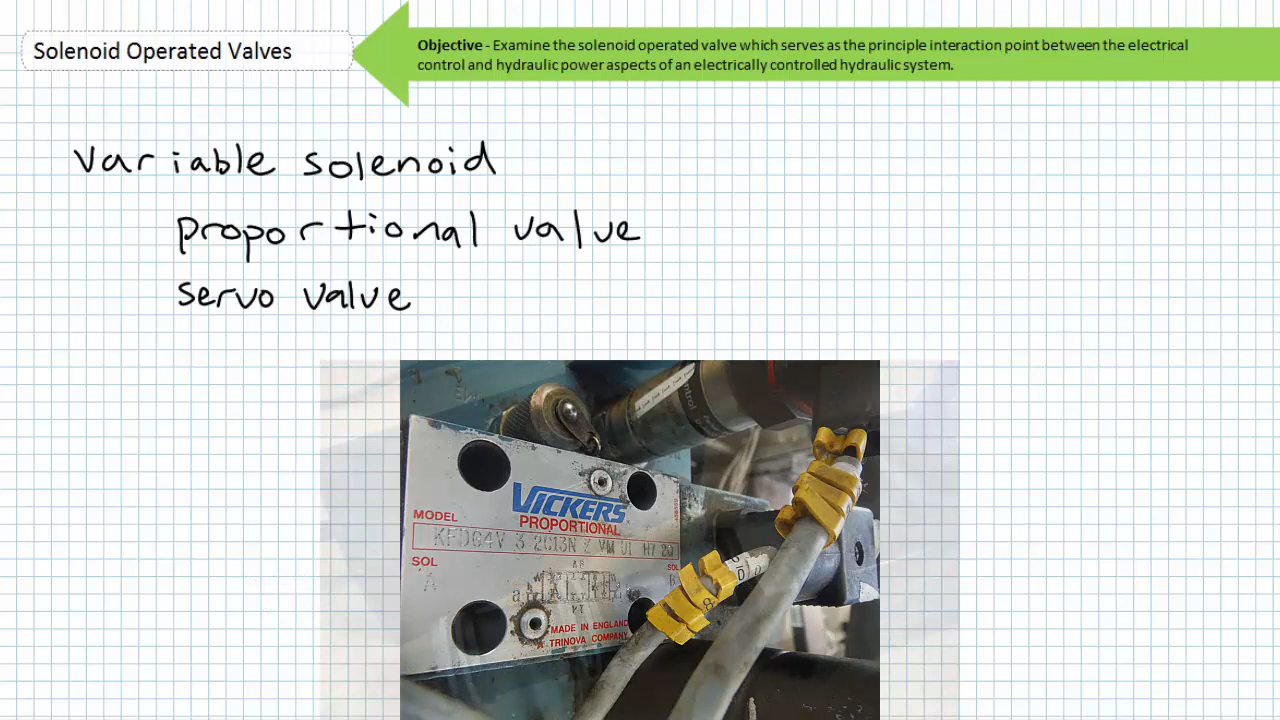 Solenoid Operated Valves
Objective - Examine the solenoid operated valve which serves as the principle interaction point between the electrical
control and hydraulic power aspects of an electrically controlled hydraulic system.
variable solenoid
proportional valve
servo valve
VICKERS
PROPORTIONAL
MODEL
SOL
A
MADE IN ENGLAND
A TRINOVA COMPANY